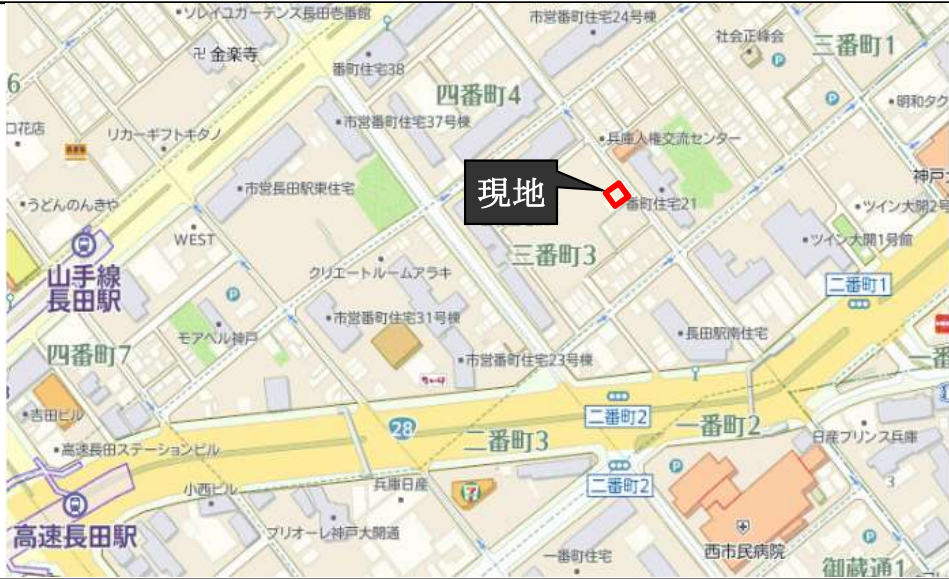 ソレイユガーデンズ長田壱番館
市営番町住宅24号棟
社会正峰会
三番町1
金楽寺
番町住宅38
6
四番町4
明和タク
口花店
リカーギフトキタノ
市営番町住宅37号棟
兵庫人権交流センター
神戸
現地
市営長田駅東住宅
番町住宅21
うどんのんきや
ツイン大開2号
WEST
ツイン大開1号館
三番町3
山手線
長田駅
クリエートルームアラキ
二番町1
P
モアベル神戸
市営番町住宅31号棟
長田駅南住宅
四番町7
市営番町住宅23号棟
一番
吉田ビル
28
二番町2
一番町2
二番町3
日産プリンス兵庫
高速長田ステーションビル
二番町2
小西ビル
兵庫日産
7
3
高速長田駅
プリオーレ神戸大開通
西市民病院
一番町住宅
御蔵通1